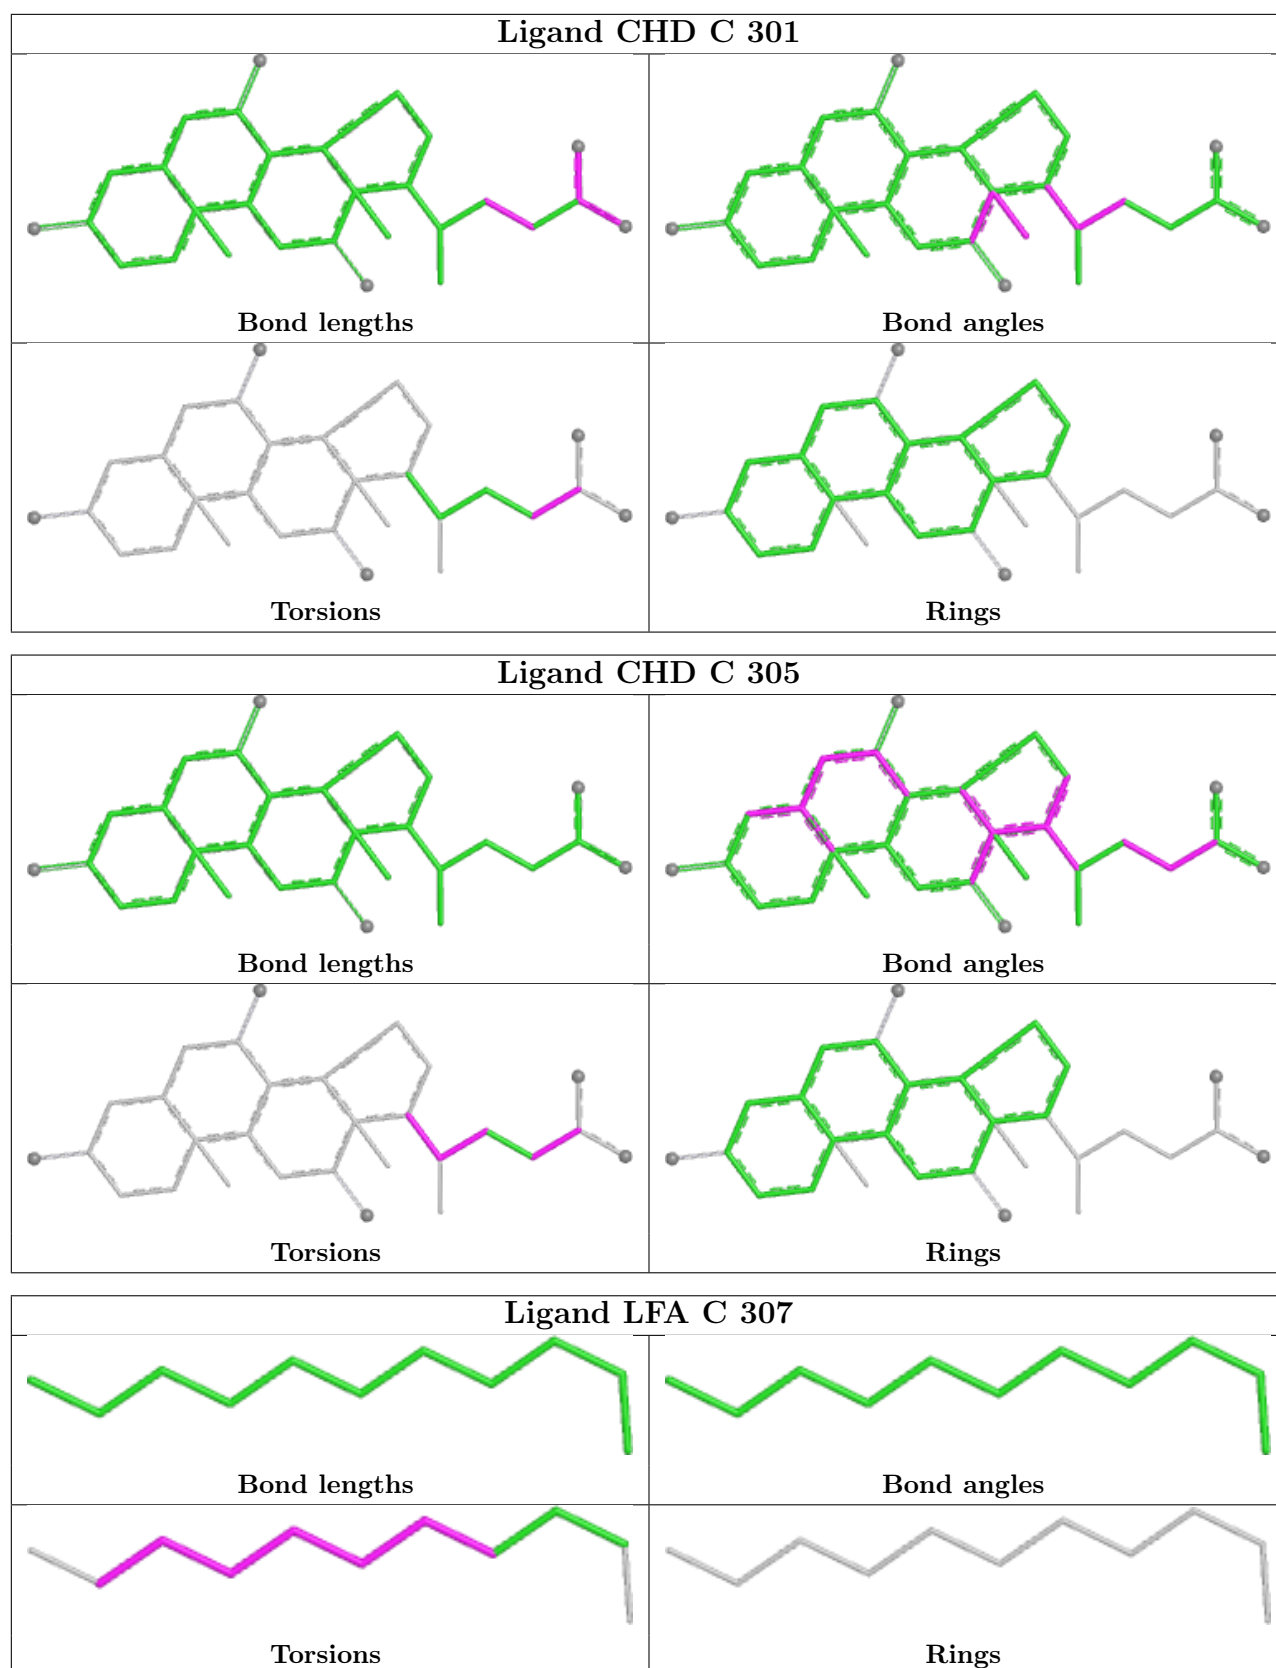 Ligand CHD C 301
Bond lengths
Bond angles
Torsions
Rings
Ligand CHD C 305
Bond lengths
Bond angles
Torsions
Rings
Ligand LFA C 307
Bond lengths
Bond angles
Torsions
Rings